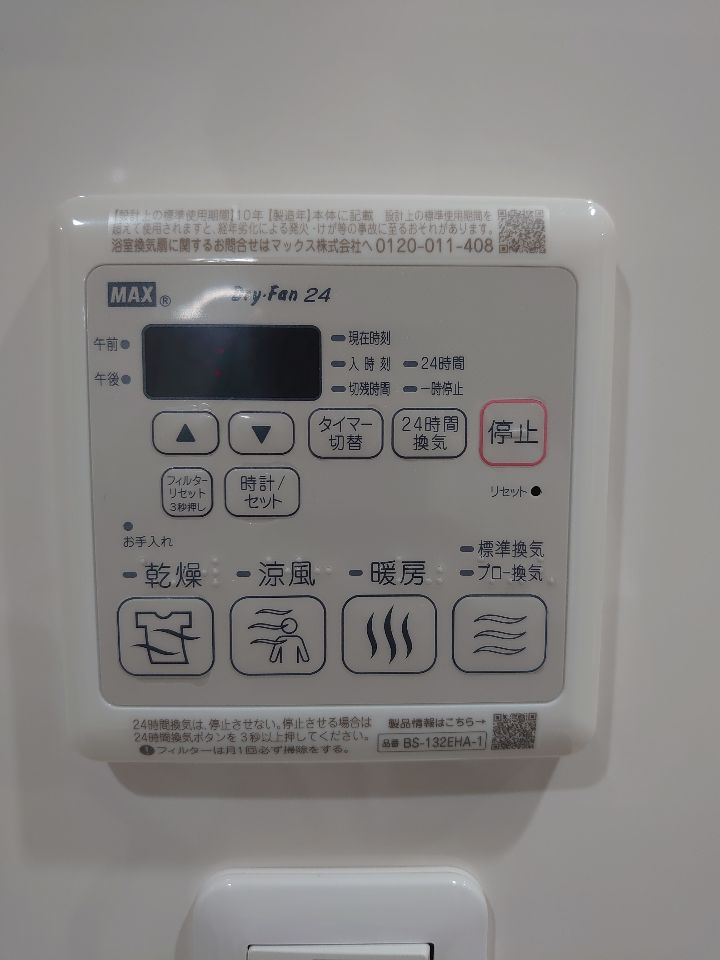 【設計上の標準使用期間】10年【製造年】本体に記載 設計上の標準使用期間を
超えて使用されますと、経年劣化による発火・けが等の事故に至るおそれがあります。
浴室換気扇に関するお問合せはマックス株式会社へ 0120-011-408
MAX® Dry・Fan 24
午前
午後
現在時刻
入時刻 24時間
切残時間 一時停止
▲ ▼ タイマー切替 24時間換気 停止
フィルターリセット3秒押し 時計/セット リセット
お手入れ
標準換気
乾燥 涼風 暖房 プロー換気
24時間換気は、停止させない。停止させる場合は
24時間換気ボタンを3秒以上押してください。
フィルターは月1回必ず掃除をする。
製品情報はこちら→
品番 BS-132EHA-1